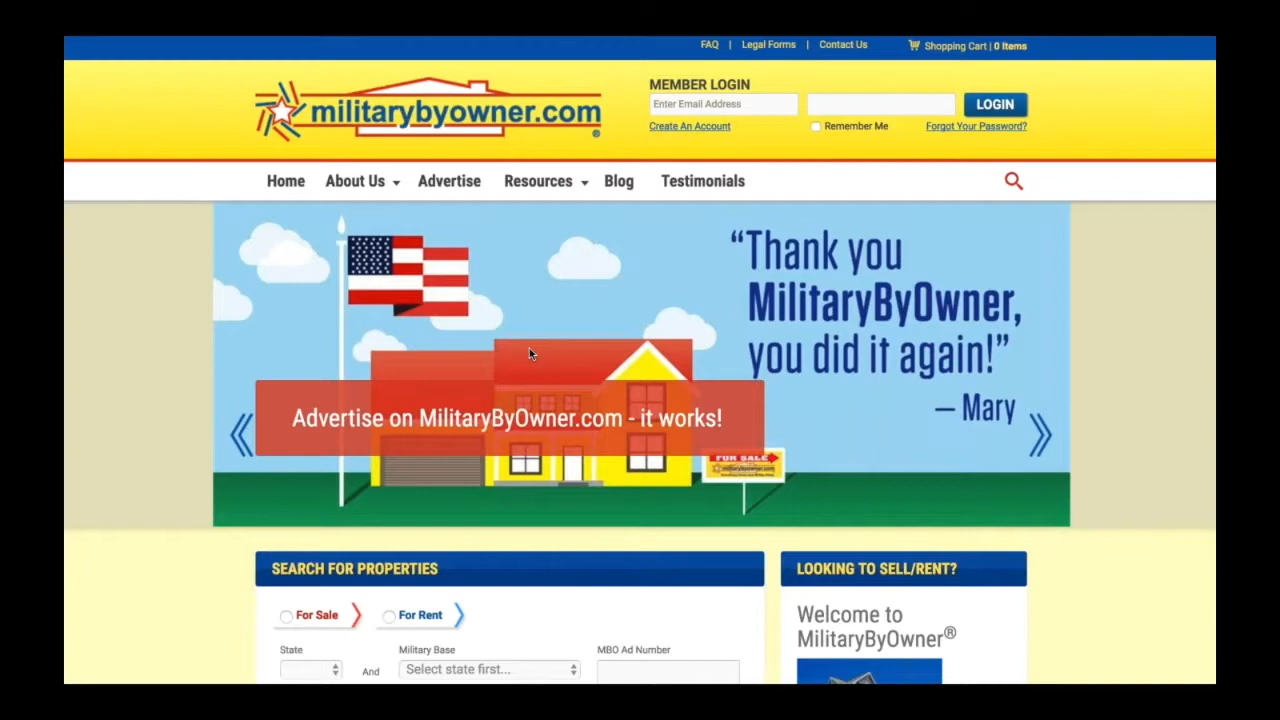 FAQ | Legal Forms | Contact Us Shopping Cart | 0 Items
militarybyowner.com®
MEMBER LOGIN
Enter Email Address LOGIN
Create An Account Remember Me Forgot Your Password?
Home About Us Advertise Resources Blog Testimonials
“Thank you
MilitaryByOwner,
you did it again!”
– Mary
Advertise on MilitaryByOwner.com - it works!
FOR SALE
militarybyowner.com
SEARCH FOR PROPERTIES
For Sale For Rent
State Military Base MBO Ad Number
And Select state first...
LOOKING TO SELL/RENT?
Welcome to
MilitaryByOwner®